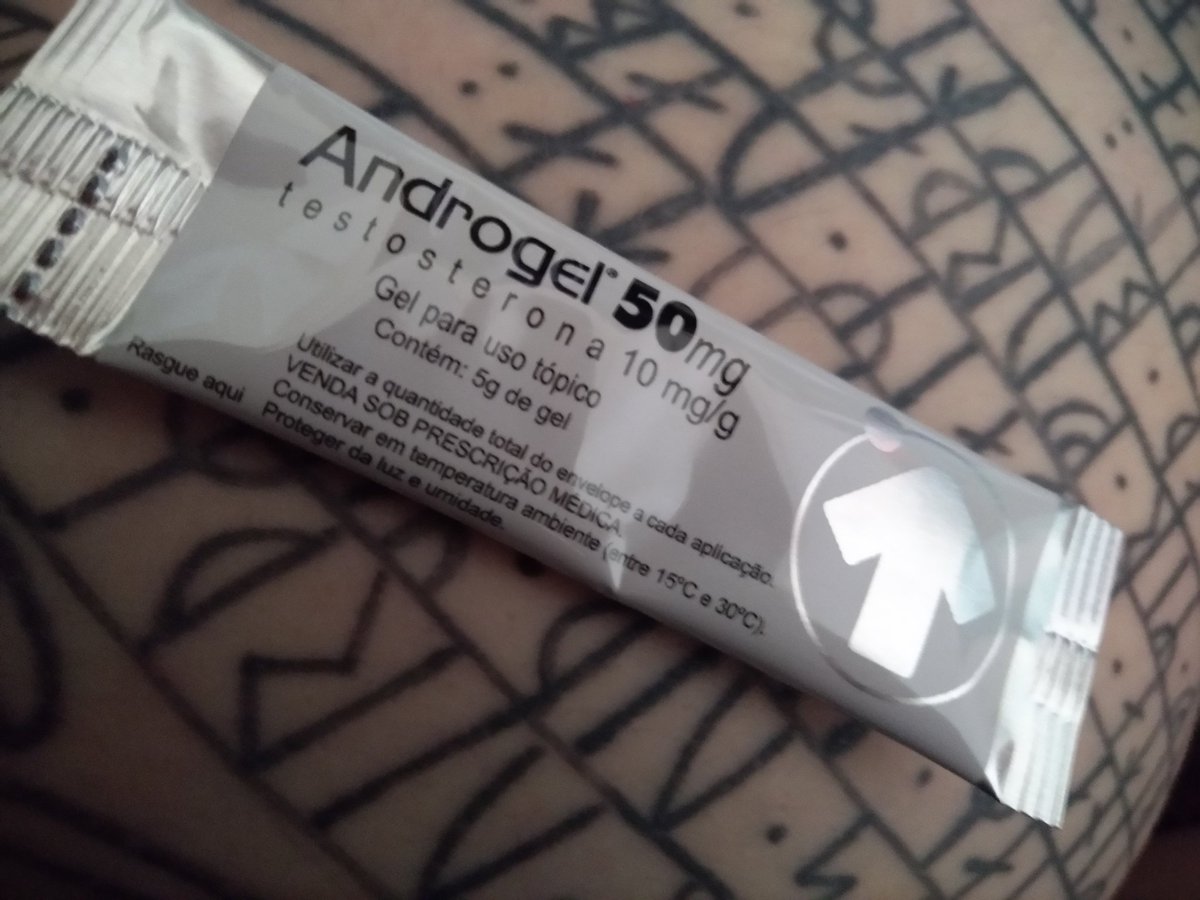 Androgel® 50mg
testosterona 10 mg/g
Gel para uso tópico
Contém: 5g de gel
Utilizar a quantidade total do envelope a cada aplicação.
VENDA SOB PRESCRIÇÃO MÉDICA.
Conservar em temperatura ambiente (entre 15ºC e 30ºC).
Proteger da luz e umidade.
Rasgue aqui